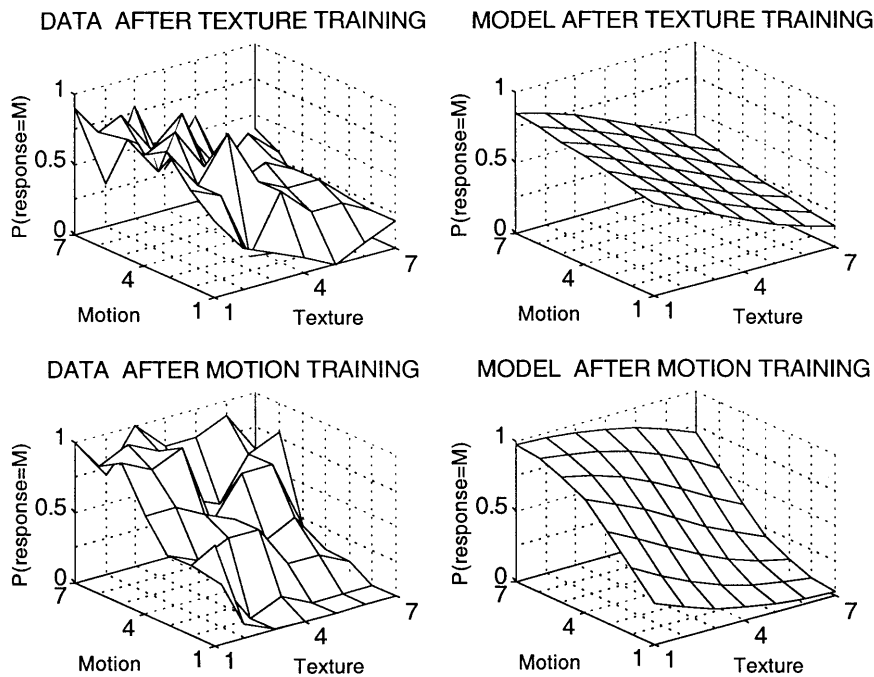 DATA AFTER TEXTURE TRAINING
P(response=M)
1
0.5
0
7
4
1
Motion
1
4
7
Texture
MODEL AFTER TEXTURE TRAINING
P(response=M)
1
0.5
0
7
4
1
Motion
1
4
7
Texture
DATA AFTER MOTION TRAINING
P(response=M)
1
0.5
0
7
4
1
Motion
1
4
7
Texture
MODEL AFTER MOTION TRAINING
P(response=M)
1
0.5
0
7
4
1
Motion
1
4
7
Texture